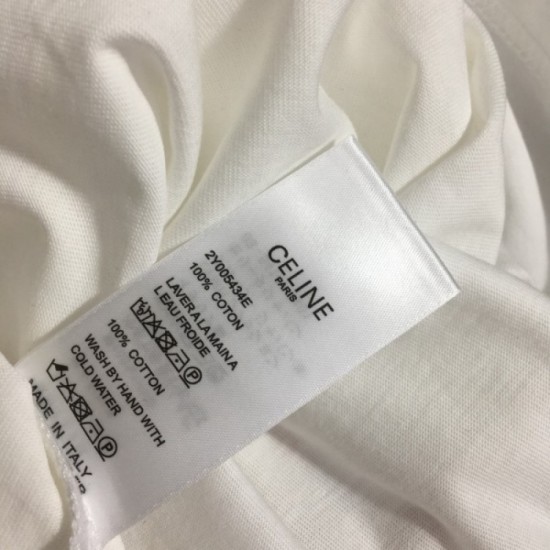 CELINE
PARIS
2Y005434E
100% COTON
LAVER A LA MAIN A
L EAU FROIDE
100% COTTON
WASH BY HAND WITH
COLD WATER
MADE IN ITALY